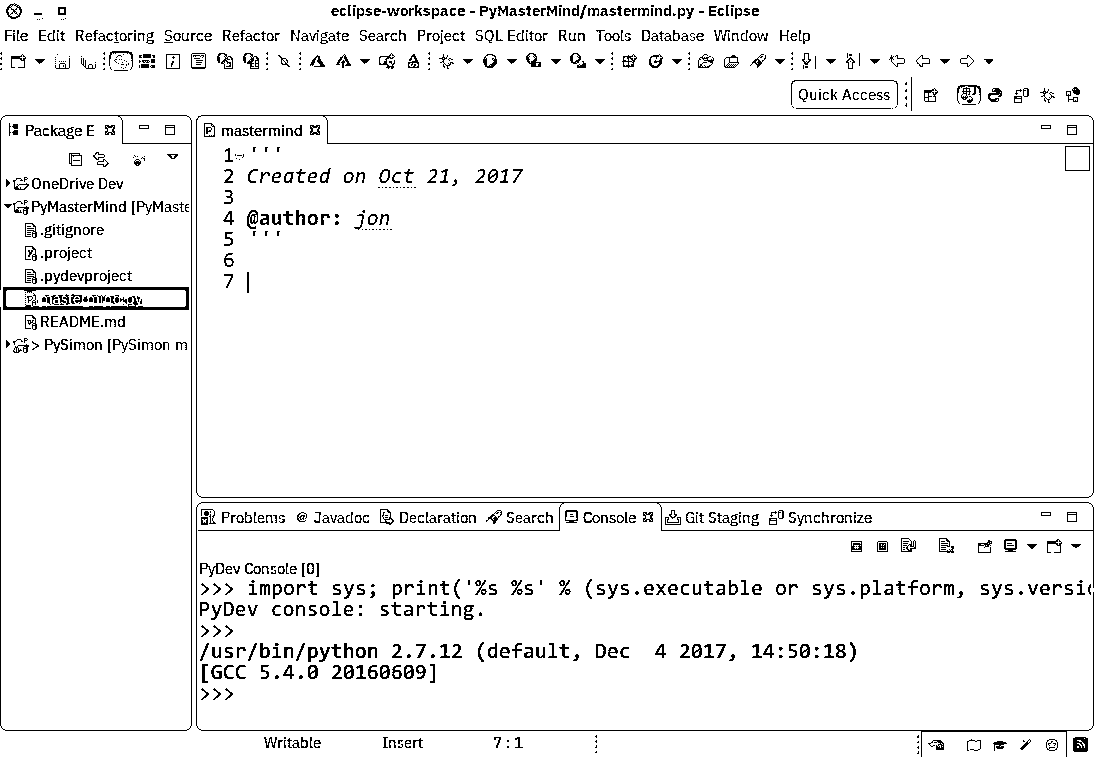 eclipse-workspace - PyMasterMind/mastermind.py - Eclipse
File Edit Refactoring Source Refactor Navigate Search Project SQL Editor Run Tools Database Window Help
Quick Access
Package E
mastermind
OneDrive Dev
PyMasterMind [PyMaste
.gitignore
.project
.pydevproject
mastermind.py
README.md
> PySimon [PySimon m
1 '''
2 Created on Oct 21, 2017
3
4 @author: jon
5 '''
6
7
Problems @ Javadoc Declaration Search Console Git Staging Synchronize
PyDev Console [0]
>>> import sys; print('%s %s' % (sys.executable or sys.platform, sys.versio
PyDev console: starting.
>>>
/usr/bin/python 2.7.12 (default, Dec  4 2017, 14:50:18)
[GCC 5.4.0 20160609]
>>>
Writable Insert 7 : 1